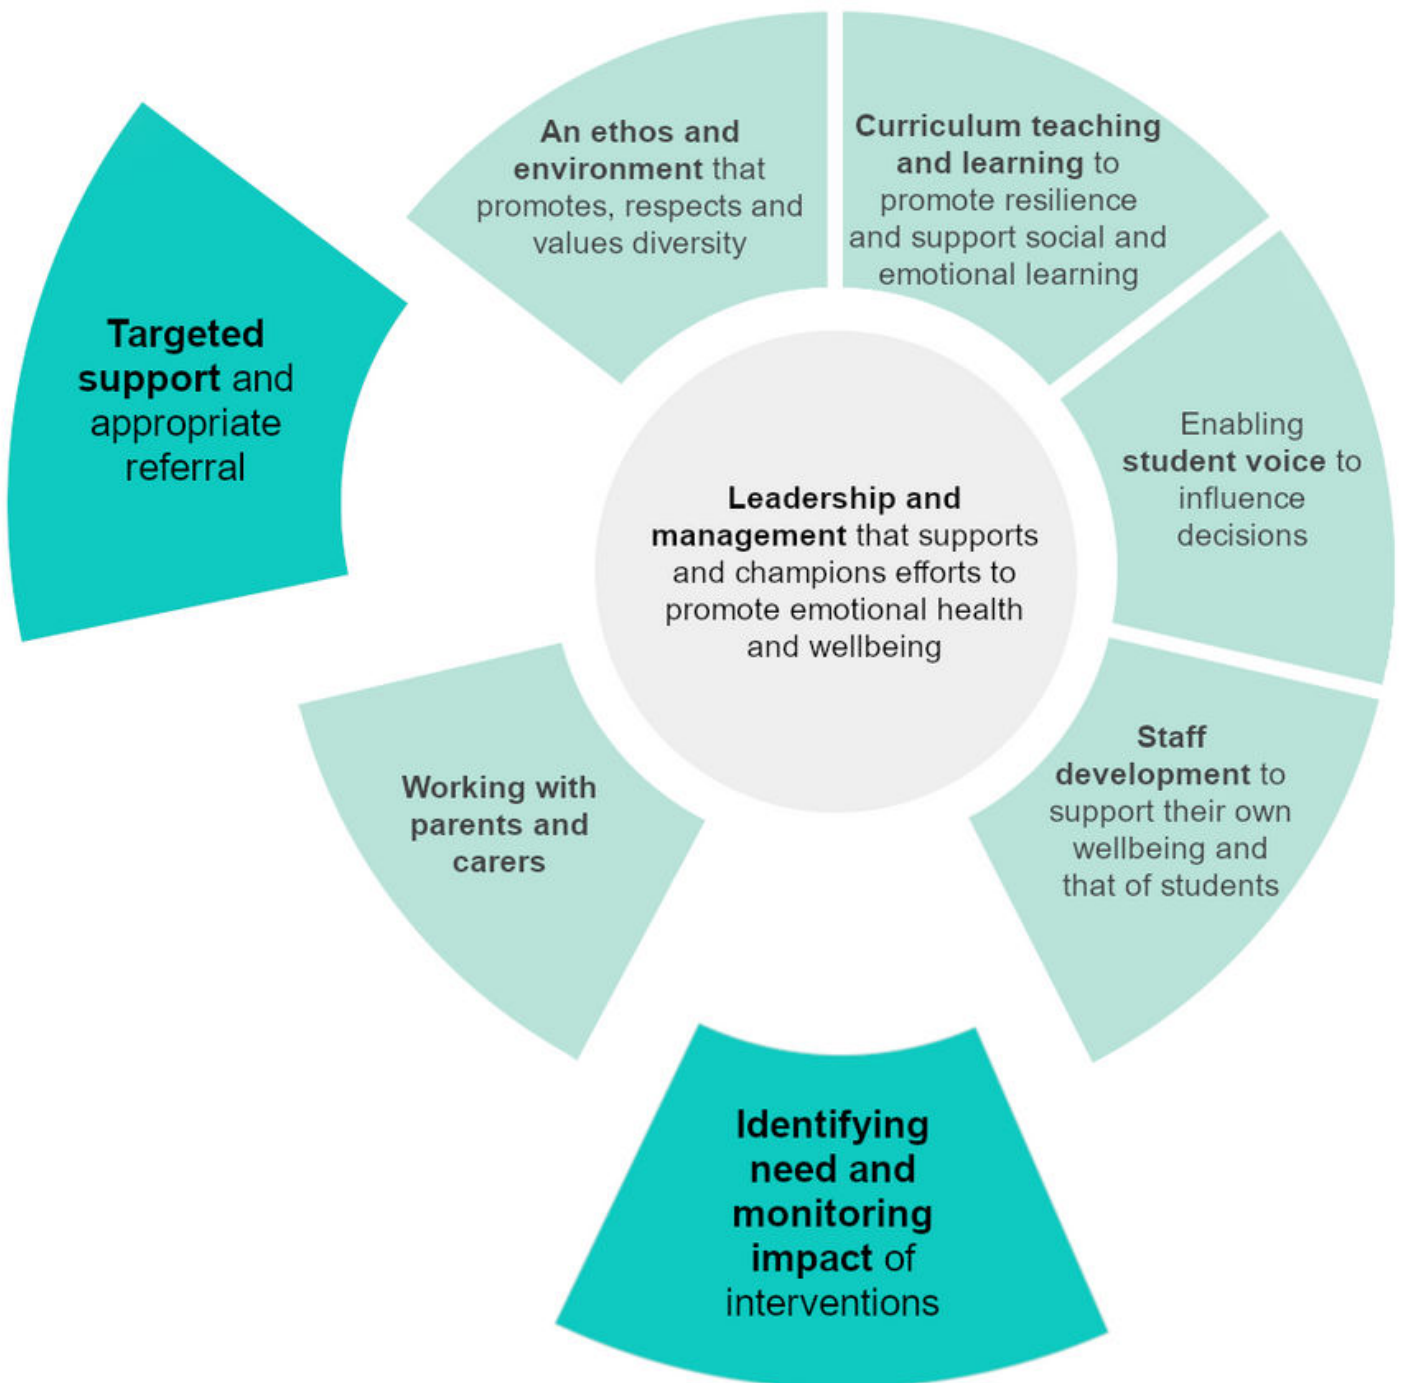 An ethos and
environment that
promotes, respects and
values diversity
Curriculum teaching
and learning to
promote resilience
and support social and
emotional learning
Enabling
student voice to
influence
decisions
Staff
development to
support their own
wellbeing and
that of students
Identifying
need and
monitoring
impact of
interventions
Working with
parents and
carers
Targeted
support and
appropriate
referral
Leadership and
management that supports
and champions efforts to
promote emotional health
and wellbeing